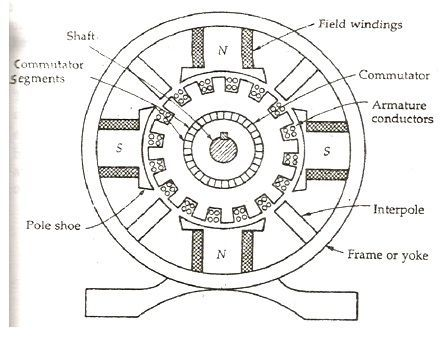 Shaft
Commutator
Segments
N
Field windings
Commutator
Armature
conductors
S
S
Interpole
Pole shoe
N
Frame or yoke